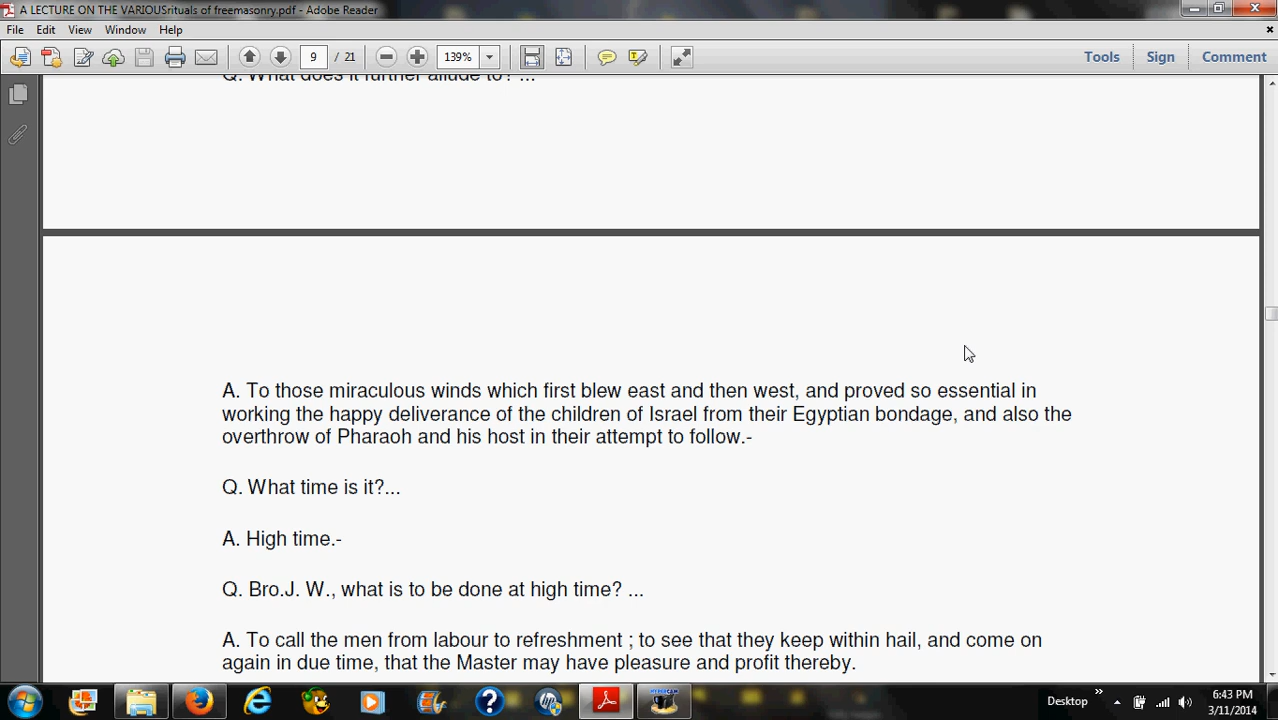 A LECTURE ON THE VARIOUSrituals of freemasonry.pdf - Adobe Reader
File Edit View Window Help
9 / 21 139% Tools Sign Comment
Q. What does it further allude to? ...
A. To those miraculous winds which first blew east and then west, and proved so essential in
working the happy deliverance of the children of Israel from their Egyptian bondage, and also the
overthrow of Pharaoh and his host in their attempt to follow.-
Q. What time is it?...
A. High time.-
Q. Bro.J. W., what is to be done at high time? ...
A. To call the men from labour to refreshment ; to see that they keep within hail, and come on
again in due time, that the Master may have pleasure and profit thereby.
Desktop
6:43 PM
3/11/2014